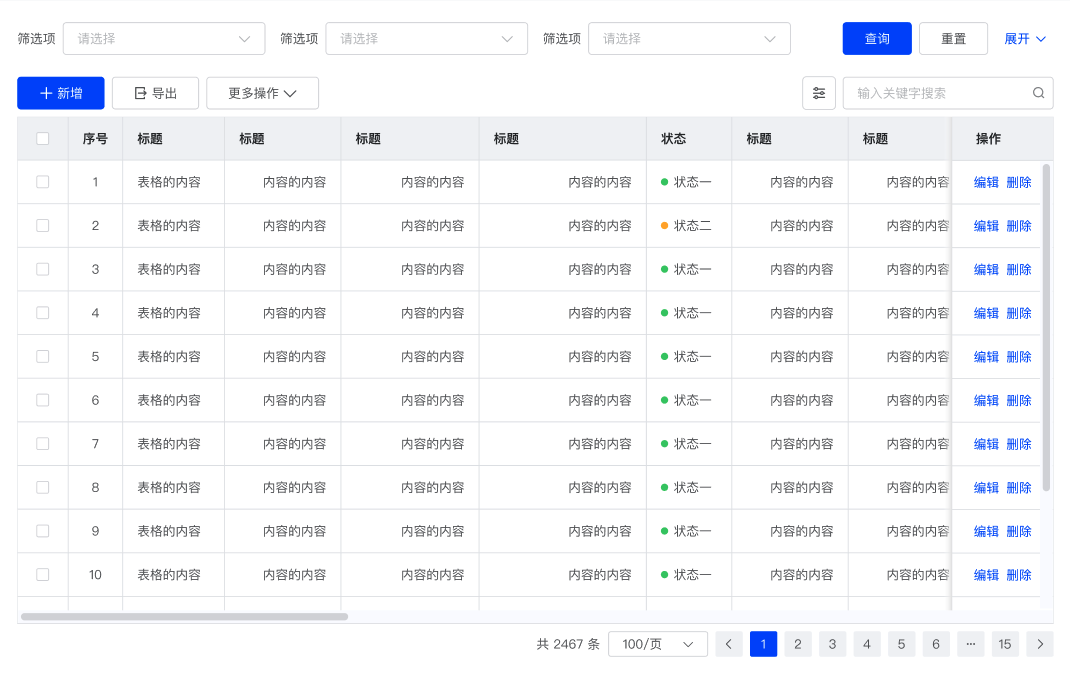 筛选项 请选择 筛选项 请选择 筛选项 请选择 查询 重置 展开
新增 导出 更多操作 输入关键字搜索
序号 标题 标题 标题 标题 状态 标题 标题 操作
1 表格的内容 内容的内容 内容的内容 内容的内容 状态一 内容的内容 内容的内容 编辑 删除
2 表格的内容 内容的内容 内容的内容 内容的内容 状态二 内容的内容 内容的内容 编辑 删除
3 表格的内容 内容的内容 内容的内容 内容的内容 状态一 内容的内容 内容的内容 编辑 删除
4 表格的内容 内容的内容 内容的内容 内容的内容 状态一 内容的内容 内容的内容 编辑 删除
5 表格的内容 内容的内容 内容的内容 内容的内容 状态一 内容的内容 内容的内容 编辑 删除
6 表格的内容 内容的内容 内容的内容 内容的内容 状态一 内容的内容 内容的内容 编辑 删除
7 表格的内容 内容的内容 内容的内容 内容的内容 状态一 内容的内容 内容的内容 编辑 删除
8 表格的内容 内容的内容 内容的内容 内容的内容 状态一 内容的内容 内容的内容 编辑 删除
9 表格的内容 内容的内容 内容的内容 内容的内容 状态一 内容的内容 内容的内容 编辑 删除
10 表格的内容 内容的内容 内容的内容 内容的内容 状态一 内容的内容 内容的内容 编辑 删除
共 2467 条 100/页 1 2 3 4 5 6 ··· 15